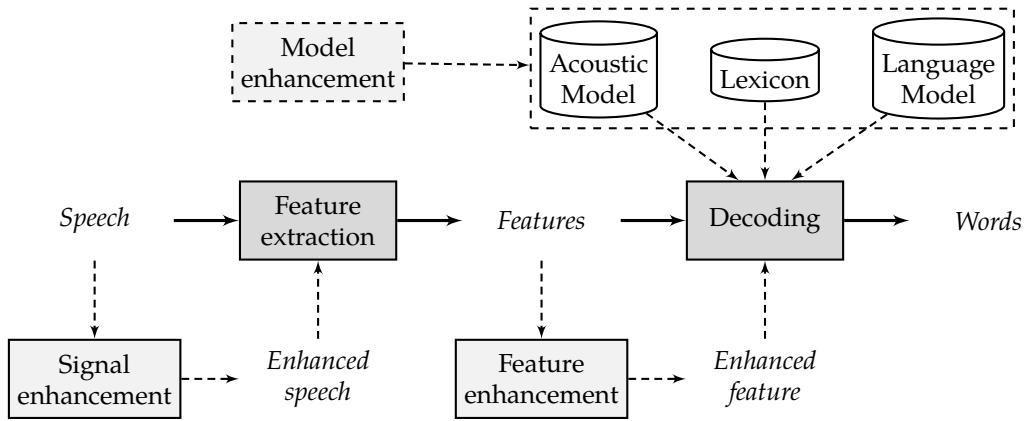 Model
enhancement
Acoustic
Model
Lexicon
Language
Model
Speech
Feature
extraction
Features
Decoding
Words
Signal
enhancement
Enhanced
speech
Feature
enhancement
Enhanced
feature